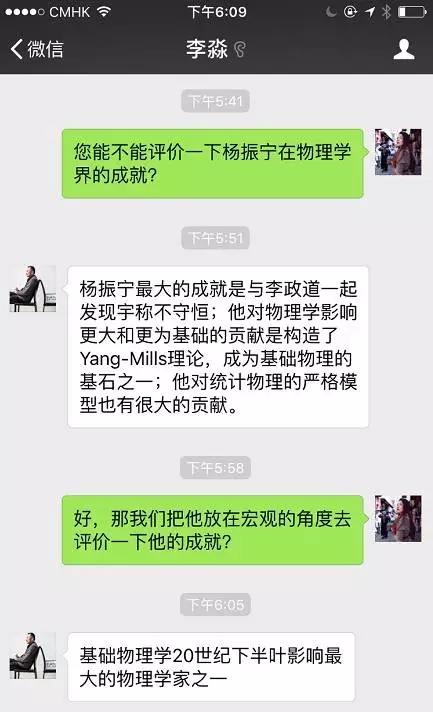 CMHK 下午6:09
微信 李淼
下午5:41
您能不能评价一下杨振宁在物理学
界的成就？
下午5:51
杨振宁最大的成就是与李政道一起
发现宇称不守恒；他对物理学影响
更大和更为基础的贡献是构造了
Yang-Mills理论，成为基础物理的
基石之一；他对统计物理的严格模
型也有很大的贡献。
下午5:58
好，那我们把他放在宏观的角度去
评价一下他的成就？
下午6:05
基础物理学20世纪下半叶影响最
大的物理学家之一